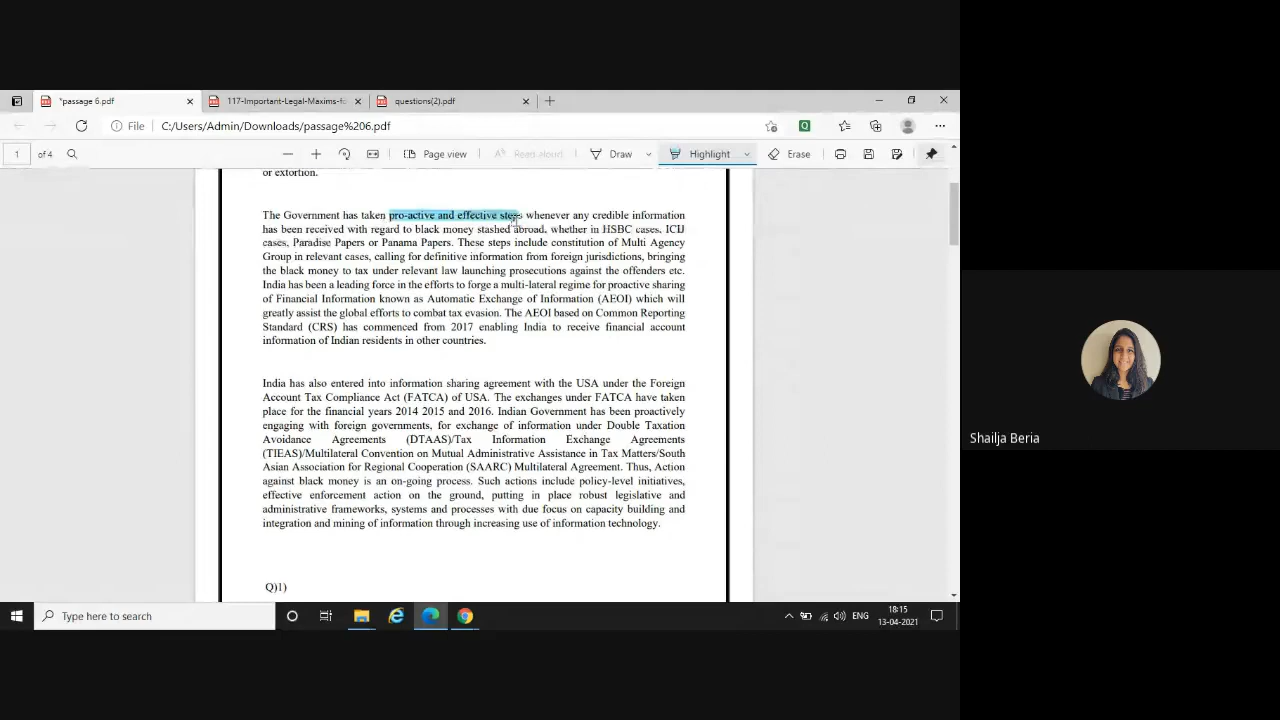 *passage 6.pdf
117-Important-Legal-Maxims-fo
questions(2).pdf
File
C:/Users/Admin/Downloads/passage%206.pdf
1 of 4
Page view
Read aloud
Draw
Highlight
Erase
or extortion.
The Government has taken pro-active and effective steps whenever any credible information
has been received with regard to black money stashed abroad, whether in HSBC cases, ICIJ
cases, Paradise Papers or Panama Papers. These steps include constitution of Multi Agency
Group in relevant cases, calling for definitive information from foreign jurisdictions, bringing
the black money to tax under relevant law launching prosecutions against the offenders etc.
India has been a leading force in the efforts to forge a multi-lateral regime for proactive sharing
of Financial Information known as Automatic Exchange of Information (AEOI) which will
greatly assist the global efforts to combat tax evasion. The AEOI based on Common Reporting
Standard (CRS) has commenced from 2017 enabling India to receive financial account
information of Indian residents in other countries.
India has also entered into information sharing agreement with the USA under the Foreign
Account Tax Compliance Act (FATCA) of USA. The exchanges under FATCA have taken
place for the financial years 2014 2015 and 2016. Indian Government has been proactively
engaging with foreign governments, for exchange of information under Double Taxation
Avoidance Agreements (DTAAS)/Tax Information Exchange Agreements
(TIEAS)/Multilateral Convention on Mutual Administrative Assistance in Tax Matters/South
Asian Association for Regional Cooperation (SAARC) Multilateral Agreement. Thus, Action
against black money is an on-going process. Such actions include policy-level initiatives,
effective enforcement action on the ground, putting in place robust legislative and
administrative frameworks, systems and processes with due focus on capacity building and
integration and mining of information through increasing use of information technology.
Q)1)
Shailja Beria
Type here to search
ENG
18:15
13-04-2021